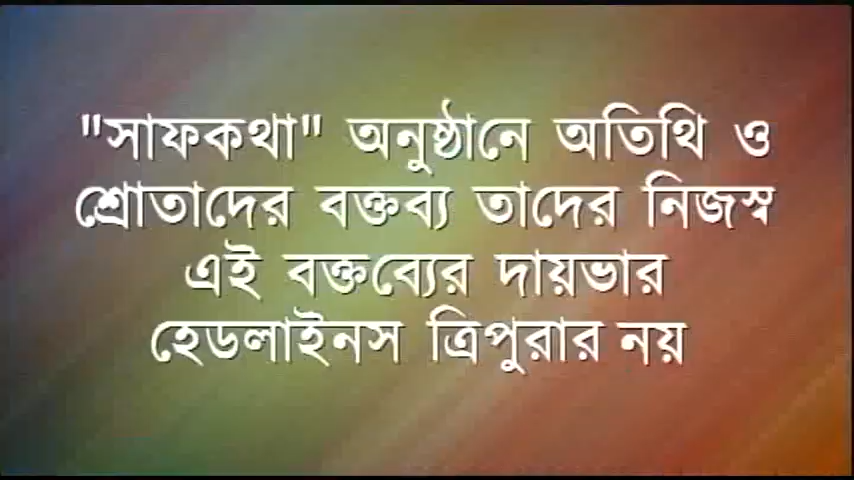 "সাফকথা" অনুষ্ঠানে অতিথি ও
শ্রোতাদের বক্তব্য তাদের নিজস্ব
এই বক্তব্যের দায়ভার
হেডলাইনস ত্রিপুরার নয়